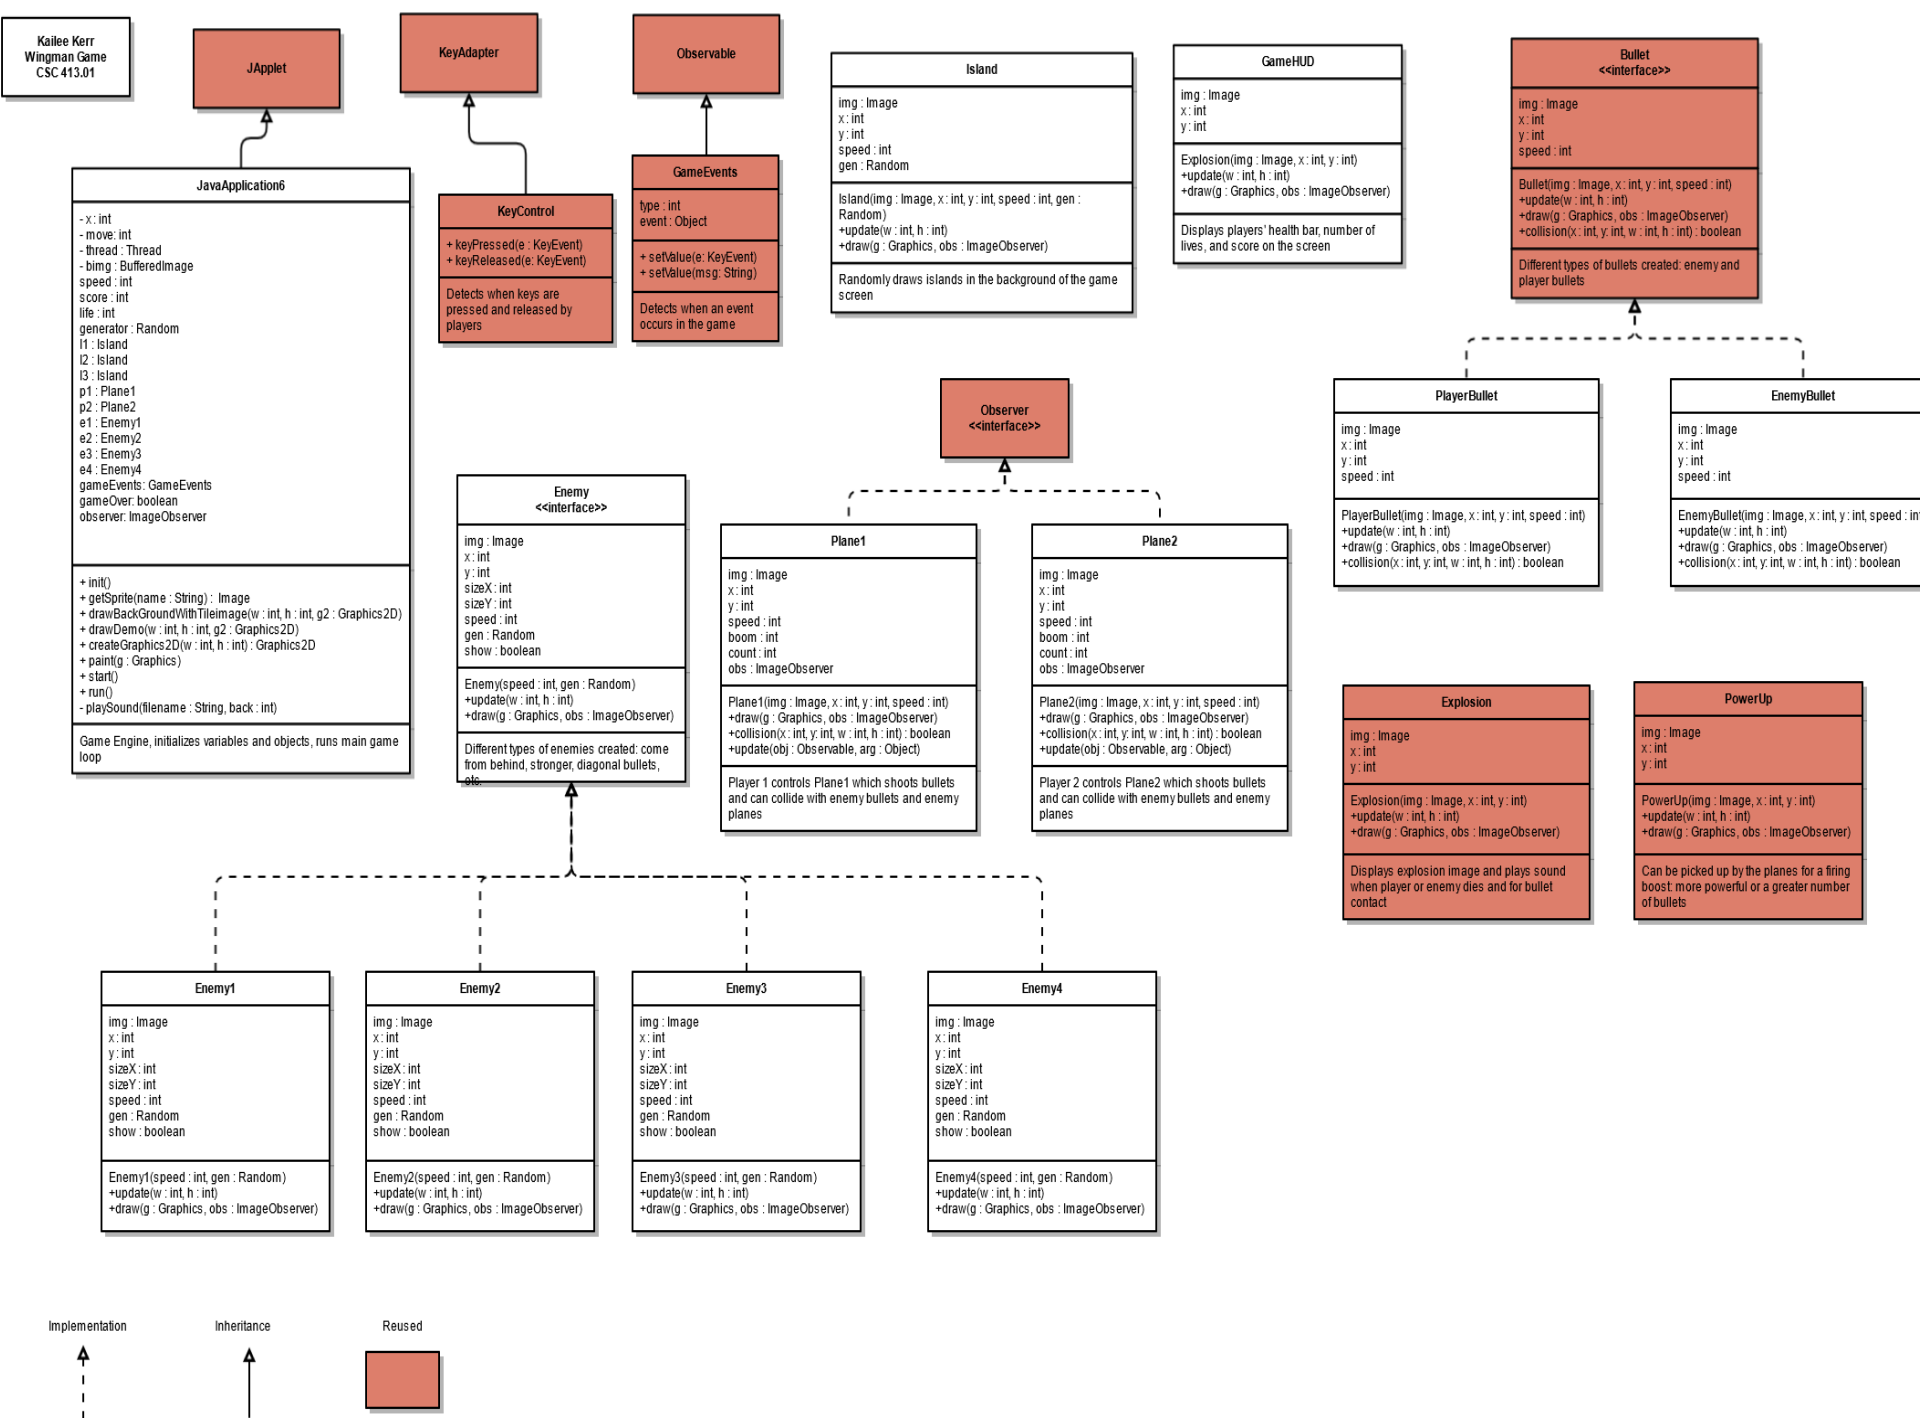 Kailee Kerr
Wingman Game
CSC 413.01
JApplet
KeyAdapter
Observable
JavaApplication6
- x : int
- move: int
- thread : Thread
- bimg : BufferedImage
speed : int
score : int
life : int
generator : Random
I1 : Island
I2 : Island
I3 : Island
p1 : Plane1
p2 : Plane2
e1 : Enemy1
e2 : Enemy2
e3 : Enemy3
e4 : Enemy4
gameEvents: GameEvents
gameOver: boolean
observer: ImageObserver
+ init()
+ getSprite(name : String) : Image
+ drawBackGroundWithTileimage(w : int, h : int, g2 : Graphics2D)
+ drawDemo(w : int, h : int, g2 : Graphics2D)
+ createGraphics2D(w : int, h : int) : Graphics2D
+ paint(g : Graphics)
+ start()
+ run()
- playSound(filename : String, back : int)
Game Engine, initializes variables and objects, runs main game
loop
KeyControl
+ keyPressed(e : KeyEvent)
+ keyReleased(e: KeyEvent)
Detects when keys are
pressed and released by
players
GameEvents
type : int
event : Object
+ setValue(e: KeyEvent)
+ setValue(msg: String)
Detects when an event
occurs in the game
Island
img : Image
x : int
y : int
speed : int
gen : Random
Island(img : Image, x : int, y : int, speed : int, gen :
Random)
+update(w : int, h : int)
+draw(g : Graphics, obs : ImageObserver)
Randomly draws islands in the background of the game
screen
GameHUD
img : Image
x : int
y : int
Explosion(img : Image, x : int, y : int)
+update(w : int, h : int)
+draw(g : Graphics, obs : ImageObserver)
Displays players' health bar, number of
lives, and score on the screen
Bullet
<<interface>>
img : Image
x : int
y : int
speed : int
Bullet(img : Image, x : int, y : int, speed : int)
+update(w : int, h : int)
+draw(g : Graphics, obs : ImageObserver)
+collision(x : int, y: int, w : int, h : int) : boolean
Different types of bullets created: enemy and
player bullets
PlayerBullet
img : Image
x : int
y : int
speed : int
PlayerBullet(img : Image, x : int, y : int, speed : int)
+update(w : int, h : int)
+draw(g : Graphics, obs : ImageObserver)
+collision(x : int, y: int, w : int, h : int) : boolean
EnemyBullet
img : Image
x : int
y : int
speed : int
EnemyBullet(img : Image, x : int, y : int, speed : int
+update(w : int, h : int)
+draw(g : Graphics, obs : ImageObserver)
+collision(x : int, y: int, w : int, h : int) : boolean
Observer
<<interface>>
Enemy
<<interface>>
img : Image
x : int
y : int
sizeX : int
sizeY : int
speed : int
gen : Random
show : boolean
Enemy(speed : int, gen : Random)
+update(w : int, h : int)
+draw(g : Graphics, obs : ImageObserver)
Different types of enemies created: come
from behind, stronger, diagonal bullets,
ets.
Plane1
img : Image
x : int
y : int
speed : int
boom : int
count : int
obs : ImageObserver
Plane1(img : Image, x : int, y : int, speed : int)
+draw(g : Graphics, obs : ImageObserver)
+collision(x : int, y: int, w : int, h : int) : boolean
+update(obj : Observable, arg : Object)
Player 1 controls Plane1 which shoots bullets
and can collide with enemy bullets and enemy
planes
Plane2
img : Image
x : int
y : int
speed : int
boom : int
count : int
obs : ImageObserver
Plane2(img : Image, x : int, y : int, speed : int)
+draw(g : Graphics, obs : ImageObserver)
+collision(x : int, y: int, w : int, h : int) : boolean
+update(obj : Observable, arg : Object)
Player 2 controls Plane2 which shoots bullets
and can collide with enemy bullets and enemy
planes
Explosion
img : Image
x : int
y : int
Explosion(img : Image, x : int, y : int)
+update(w : int, h : int)
+draw(g : Graphics, obs : ImageObserver)
Displays explosion image and plays sound
when player or enemy dies and for bullet
contact
PowerUp
img : Image
x : int
y : int
PowerUp(img : Image, x : int, y : int)
+update(w : int, h : int)
+draw(g : Graphics, obs : ImageObserver)
Can be picked up by the planes for a firing
boost: more powerful or a greater number
of bullets
Enemy1
img : Image
x : int
y : int
sizeX : int
sizeY : int
speed : int
gen : Random
show : boolean
Enemy1(speed : int, gen : Random)
+update(w : int, h : int)
+draw(g : Graphics, obs : ImageObserver)
Enemy2
img : Image
x : int
y : int
sizeX : int
sizeY : int
speed : int
gen : Random
show : boolean
Enemy2(speed : int, gen : Random)
+update(w : int, h : int)
+draw(g : Graphics, obs : ImageObserver)
Enemy3
img : Image
x : int
y : int
sizeX : int
sizeY : int
speed : int
gen : Random
show : boolean
Enemy3(speed : int, gen : Random)
+update(w : int, h : int)
+draw(g : Graphics, obs : ImageObserver)
Enemy4
img : Image
x : int
y : int
sizeX : int
sizeY : int
speed : int
gen : Random
show : boolean
Enemy4(speed : int, gen : Random)
+update(w : int, h : int)
+draw(g : Graphics, obs : ImageObserver)
Implementation
Inheritance
Reused